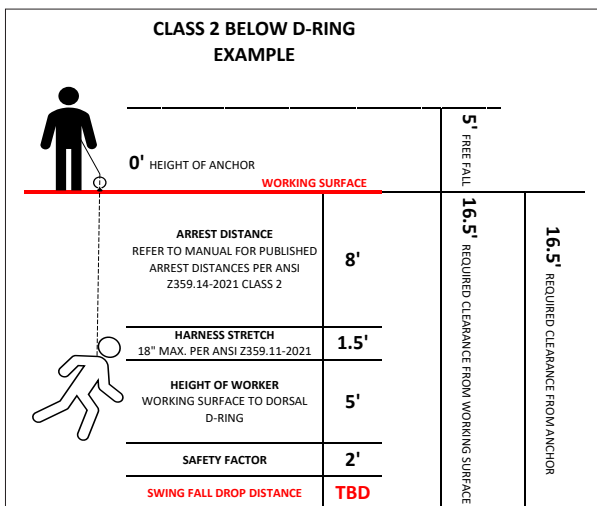 CLASS 2 BELOW D-RING
EXAMPLE
5' FREE FALL
0' HEIGHT OF ANCHOR
WORKING SURFACE
ARREST DISTANCE
REFER TO MANUAL FOR PUBLISHED
ARREST DISTANCES PER ANSI
Z359.14-2021 CLASS 2
8'
HARNESS STRETCH
18" MAX. PER ANSI Z359.11-2021
1.5'
HEIGHT OF WORKER
WORKING SURFACE TO DORSAL
D-RING
5'
SAFETY FACTOR
2'
SWING FALL DROP DISTANCE
TBD
16.5' REQUIRED CLEARANCE FROM WORKING SURFACE
16.5' REQUIRED CLEARANCE FROM ANCHOR